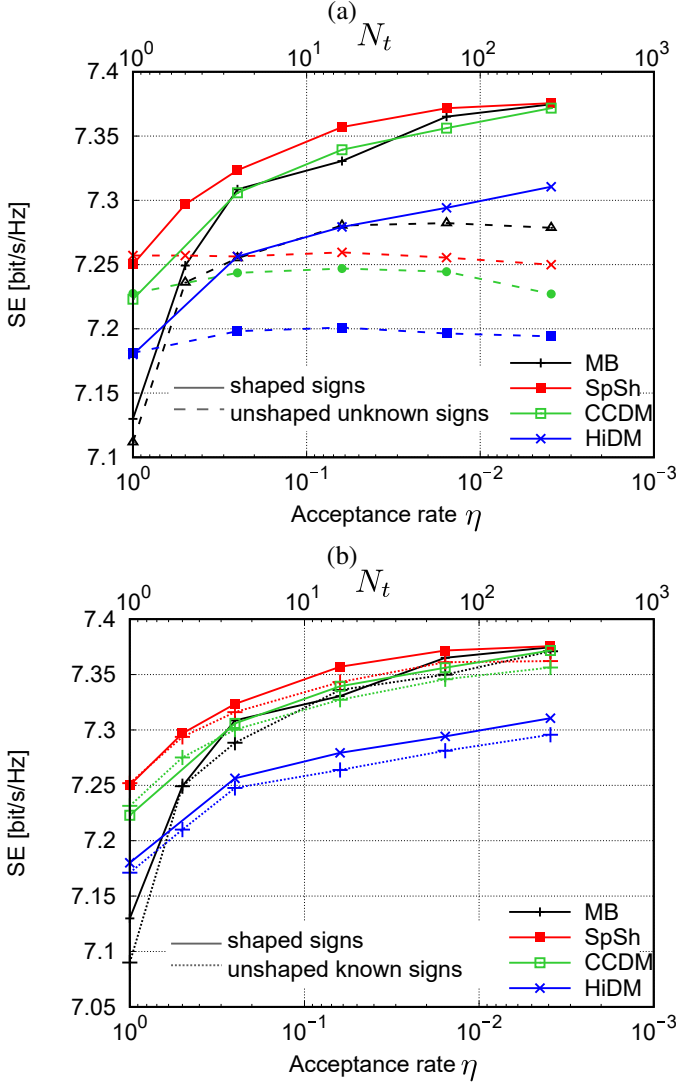 (a)
N_t
10^0 10^1 10^2 10^3
7.4
7.35
7.3
7.25
7.2
7.15
7.1
SE [bit/s/Hz]
MB
SpSh
CCDM
HiDM
shaped signs
unshaped unknown signs
10^0 10^-1 10^-2 10^-3
Acceptance rate η
(b)
N_t
10^0 10^1 10^2 10^3
7.4
7.35
7.3
7.25
7.2
7.15
7.1
7.05
SE [bit/s/Hz]
MB
SpSh
CCDM
HiDM
shaped signs
unshaped known signs
10^0 10^-1 10^-2 10^-3
Acceptance rate η